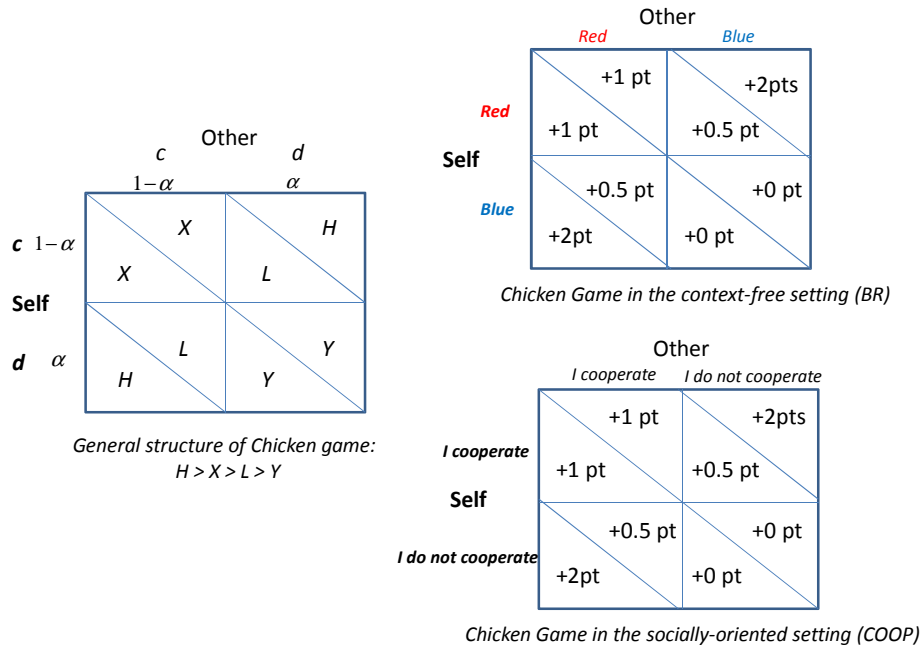 Other
c d
1−α α
c 1−α X X L H
Self
d α H L Y Y
General structure of Chicken game:
H > X > L > Y
Other
Red Blue
+1 pt +2pts
Red +1 pt +0.5 pt
Self
+0.5 pt +0 pt
Blue +2pt +0 pt
Chicken Game in the context-free setting (BR)
Other
I cooperate I do not cooperate
+1 pt +2pts
I cooperate
+1 pt +0.5 pt
Self
+0.5 pt +0 pt
I do not cooperate
+2pt +0 pt
Chicken Game in the socially-oriented setting (COOP)